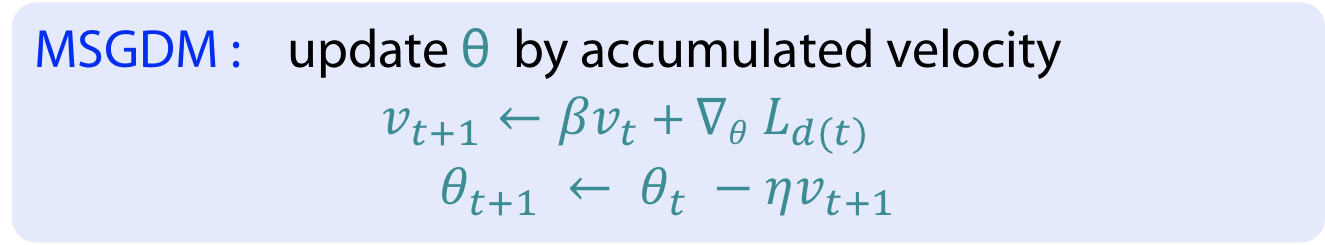 MSGDM: update θ by accumulated velocity
v_{t+1} ← βv_t + ∇_θ L_{d(t)}
θ_{t+1} ← θ_t − ηv_{t+1}